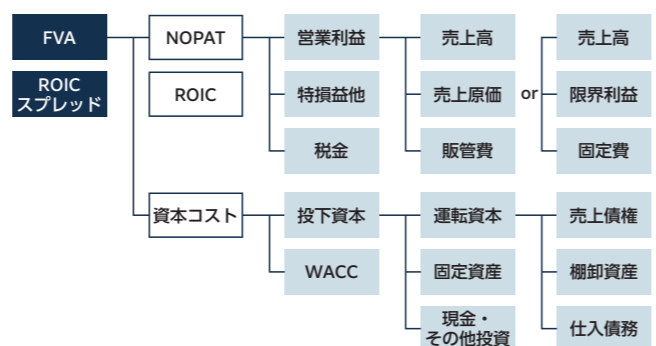 FVA
NOPAT
営業利益
売上高
売上高
ROIC
スプレッド
ROIC
特損益他
売上原価
or
限界利益
税金
販管費
固定費
資本コスト
投下資本
運転資本
売上債権
WACC
固定資産
棚卸資産
現金・
その他投資
仕入債務